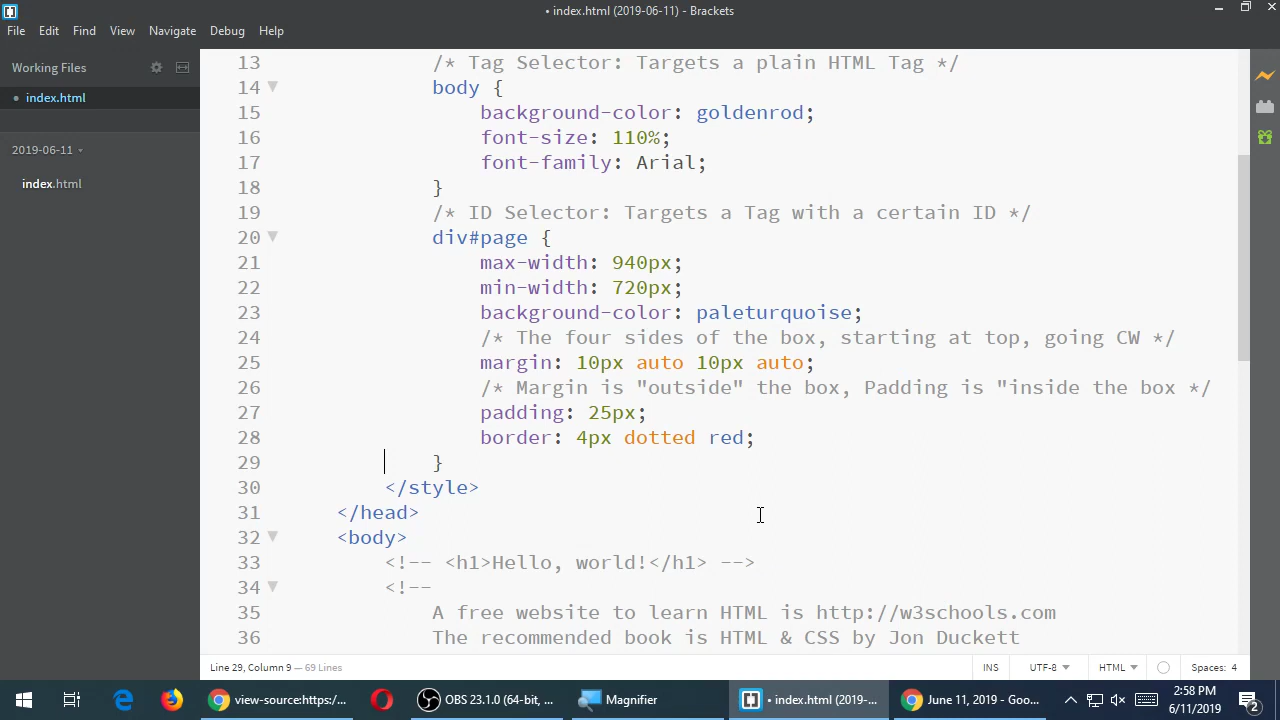 • index.html (2019-06-11) - Brackets
File Edit Find View Navigate Debug Help
Working Files
• index.html
2019-06-11
index.html
13 /* Tag Selector: Targets a plain HTML Tag */
14 body {
15 background-color: goldenrod;
16 font-size: 110%;
17 font-family: Arial;
18 }
19 /* ID Selector: Targets a Tag with a certain ID */
20 div#page {
21 max-width: 940px;
22 min-width: 720px;
23 background-color: paleturquoise;
24 /* The four sides of the box, starting at top, going CW */
25 margin: 10px auto 10px auto;
26 /* Margin is "outside" the box, Padding is "inside the box */
27 padding: 25px;
28 border: 4px dotted red;
29 }
30 </style>
31 </head>
32 <body>
33 <!-- <h1>Hello, world!</h1> -->
34 <!--
35 A free website to learn HTML is http://w3schools.com
36 The recommended book is HTML & CSS by Jon Duckett
Line 29, Column 9 — 69 Lines
INS UTF-8 HTML Spaces: 4
view-source:https:/... OBS 23.1.0 (64-bit, ... Magnifier • index.html (2019-... June 11, 2019 - Goo...
2:58 PM
6/11/2019
2